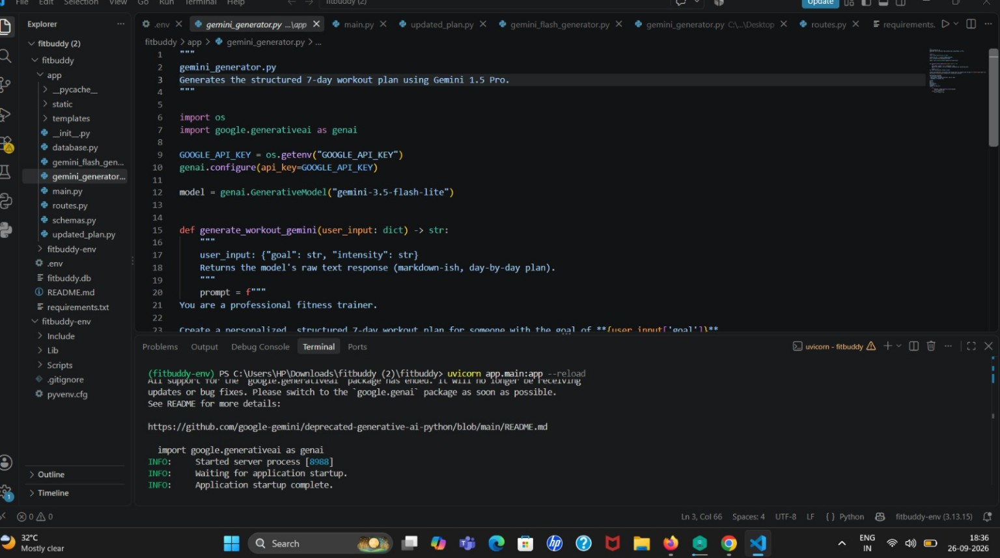 File Edit Selection View Go Run Terminal Help
fitbuddy (2)
Update
Explorer
.env
gemini_generator.py ...\app
main.py
updated_plan.py
gemini_flash_generator.py
gemini_generator.py C:\...\Desktop
routes.py
requirements.
fitbuddy > app > gemini_generator.py > ...
fitbuddy (2)
fitbuddy
app
__pycache__
static
templates
__init__.py
database.py
gemini_flash_gen...
gemini_generator...
main.py
routes.py
schemas.py
updated_plan.py
fitbuddy-env
.env
fitbuddy.db
README.md
requirements.txt
fitbuddy-env
Include
Lib
Scripts
.gitignore
pyvenv.cfg
Outline
Timeline
1 """
2 gemini_generator.py
3 Generates the structured 7-day workout plan using Gemini 1.5 Pro.
4 """
5
6 import os
7 import google.generativeai as genai
8
9 GOOGLE_API_KEY = os.getenv("GOOGLE_API_KEY")
10 genai.configure(api_key=GOOGLE_API_KEY)
11
12 model = genai.GenerativeModel("gemini-3.5-flash-lite")
13
14
15 def generate_workout_gemini(user_input: dict) -> str:
16 """
17 user_input: {"goal": str, "intensity": str}
18 Returns the model's raw text response (markdown-ish, day-by-day plan).
19 """
20 prompt = f"""
21 You are a professional fitness trainer.
22
23 Create a personalized, structured 7-day workout plan for someone with the goal of **{user_input['goal']}**
Problems Output Debug Console Terminal Ports
uvicorn - fitbuddy
(fitbuddy-env) PS C:\Users\HP\Downloads\fitbuddy (2)\fitbuddy> uvicorn app.main:app --reload
All support for the `google.generativeai` package has ended. It will no longer be receiving
updates or bug fixes. Please switch to the `google.genai` package as soon as possible.
See README for more details:
https://github.com/google-gemini/deprecated-generative-ai-python/blob/main/README.md
import google.generativeai as genai
INFO: Started server process [8988]
INFO: Waiting for application startup.
INFO: Application startup complete.
1
0 0
Ln 3, Col 66 Spaces: 4 UTF-8 LF { } Python fitbuddy-env (3.13.15)
32°C
Mostly clear
Search
hp
ENG
IN
18:36
26-09-2026